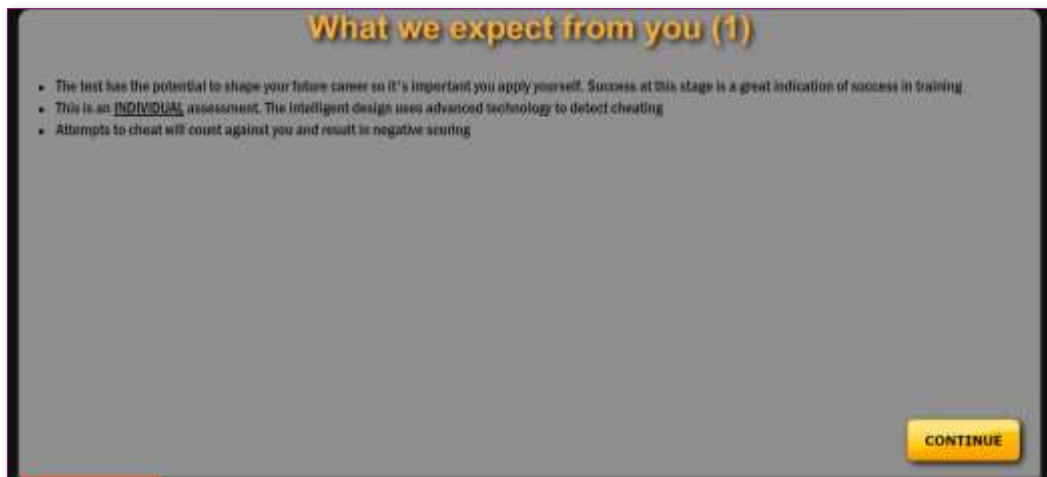 What we expect from you (1)
The test has the potential to shape your future career so it's important you apply yourself. Success at this stage is a great indication of success in training
This is an INDIVIDUAL assessment. The intelligent design uses advanced technology to detect cheating
Attempts to cheat will count against you and result in negative scoring
CONTINUE